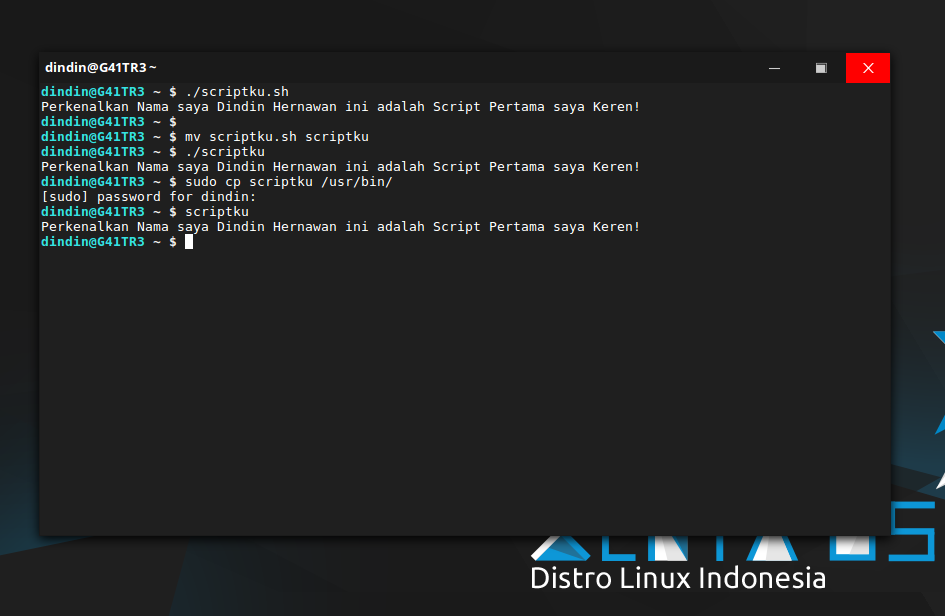 dindin@G41TR3 ~
dindin@G41TR3 ~ $ ./scriptku.sh
Perkenalkan Nama saya Dindin Hernawan ini adalah Script Pertama saya Keren!
dindin@G41TR3 ~ $
dindin@G41TR3 ~ $ mv scriptku.sh scriptku
dindin@G41TR3 ~ $ ./scriptku
Perkenalkan Nama saya Dindin Hernawan ini adalah Script Pertama saya Keren!
dindin@G41TR3 ~ $ sudo cp scriptku /usr/bin/
[sudo] password for dindin:
dindin@G41TR3 ~ $ scriptku
Perkenalkan Nama saya Dindin Hernawan ini adalah Script Pertama saya Keren!
dindin@G41TR3 ~ $
Distro Linux Indonesia